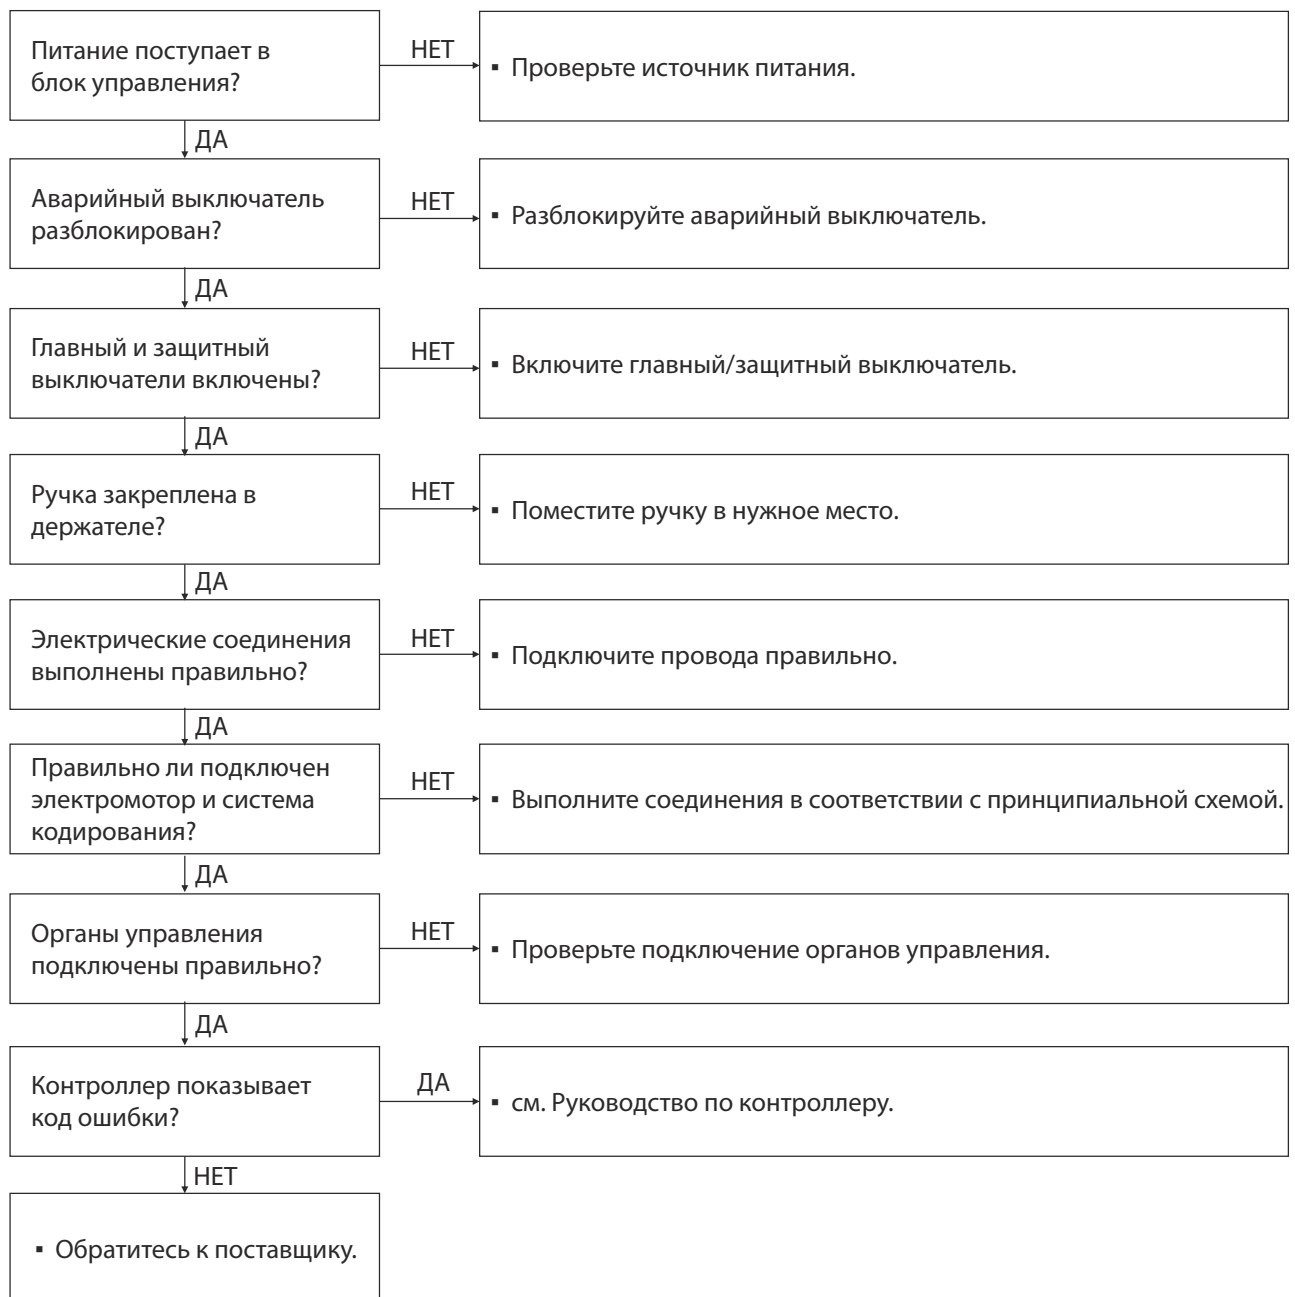 Питание поступает в
блок управления?
НЕТ
▪ Проверьте источник питания.
ДА
Аварийный выключатель
разблокирован?
НЕТ
▪ Разблокируйте аварийный выключатель.
ДА
Главный и защитный
выключатели включены?
НЕТ
▪ Включите главный/защитный выключатель.
ДА
Ручка закреплена в
держателе?
НЕТ
▪ Поместите ручку в нужное место.
ДА
Электрические соединения
выполнены правильно?
НЕТ
▪ Подключите провода правильно.
ДА
Правильно ли подключен
электромотор и система
кодирования?
НЕТ
▪ Выполните соединения в соответствии с принципиальной схемой.
ДА
Органы управления
подключены правильно?
НЕТ
▪ Проверьте подключение органов управления.
ДА
Контроллер показывает
код ошибки?
ДА
▪ см. Руководство по контроллеру.
НЕТ
▪ Обратитесь к поставщику.